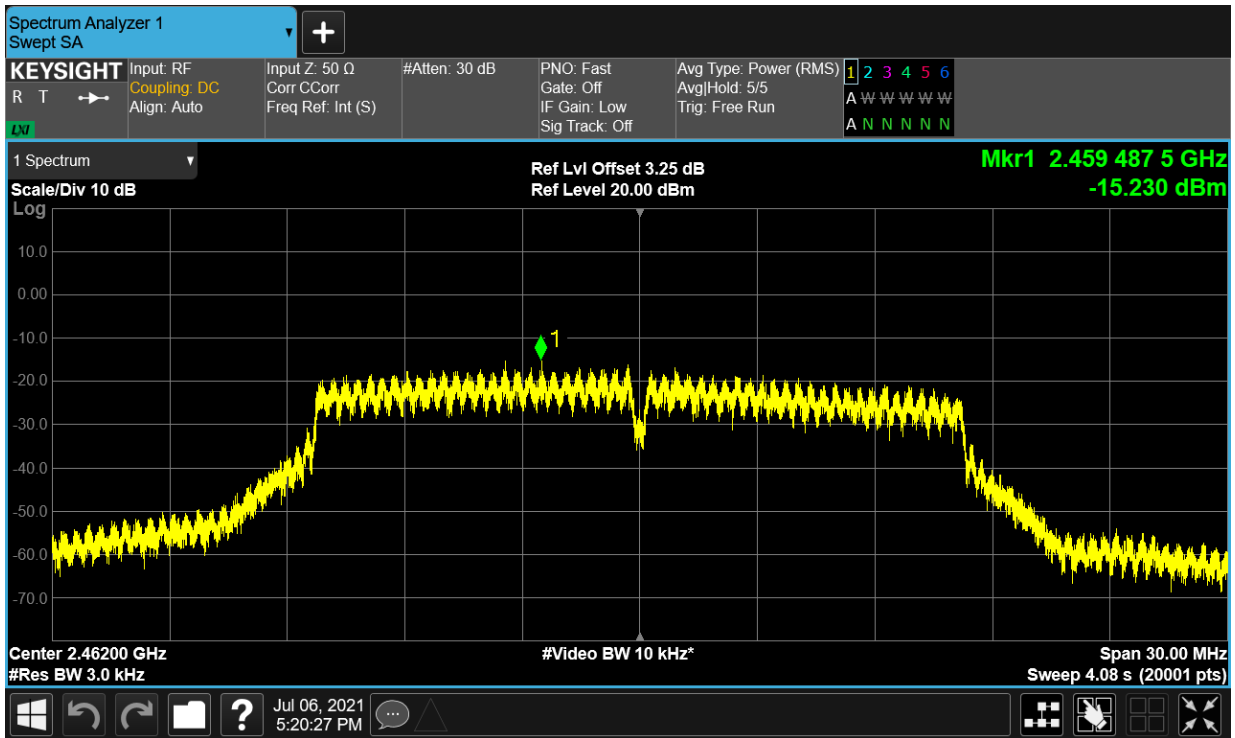 Spectrum Analyzer 1
Swept SA
KEYSIGHT
R T
LXI
Input: RF
Coupling: DC
Align: Auto
Input Z: 50 Ω
Corr CCorr
Freq Ref: Int (S)
#Atten: 30 dB
PNO: Fast
Gate: Off
IF Gain: Low
Sig Track: Off
Avg Type: Power (RMS)
Avg|Hold: 5/5
Trig: Free Run
1 2 3 4 5 6
A W W W W W
A N N N N N
1 Spectrum
Scale/Div 10 dB
Ref Lvl Offset 3.25 dB
Ref Level 20.00 dBm
Mkr1 2.459 487 5 GHz
-15.230 dBm
Log
10.0
0.00
-10.0
-20.0
-30.0
-40.0
-50.0
-60.0
-70.0
1
Center 2.46200 GHz
#Res BW 3.0 kHz
#Video BW 10 kHz*
Span 30.00 MHz
Sweep 4.08 s (20001 pts)
?
Jul 06, 2021
5:20:27 PM